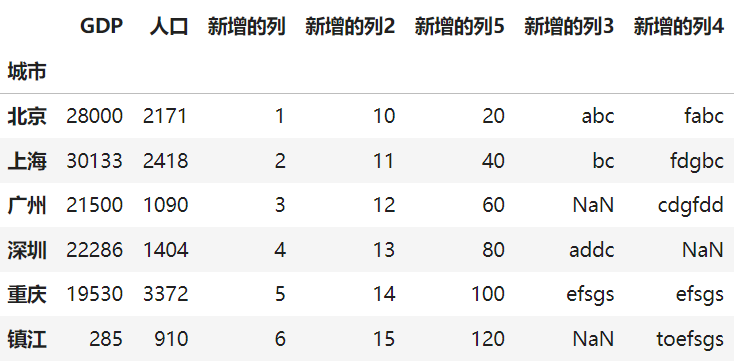 GDP 人口 新增的列 新增的列2 新增的列5 新增的列3 新增的列4
城市
北京 28000 2171 1 10 20 abc fabc
上海 30133 2418 2 11 40 bc fdgbc
广州 21500 1090 3 12 60 NaN cdgfdd
深圳 22286 1404 4 13 80 addc NaN
重庆 19530 3372 5 14 100 efsgs efsgs
镇江 285 910 6 15 120 NaN toefsgs